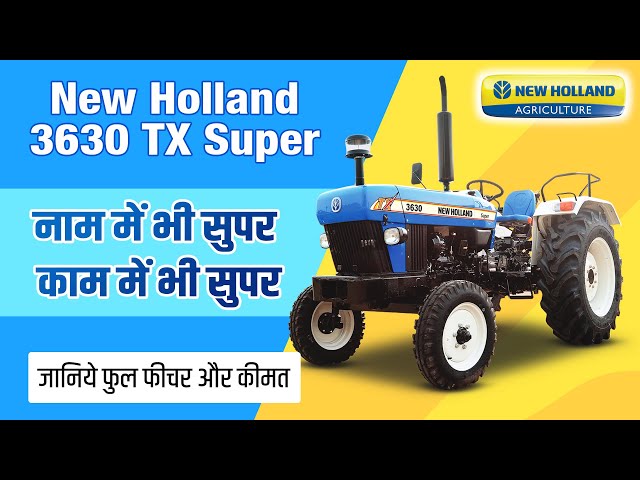 New Holland
3630 TX Super
नाम में भी सुपर
काम में भी सुपर
जानिये फुल फीचर और कीमत
NEW HOLLAND
AGRICULTURE
3630
NEW HOLLAND
Super